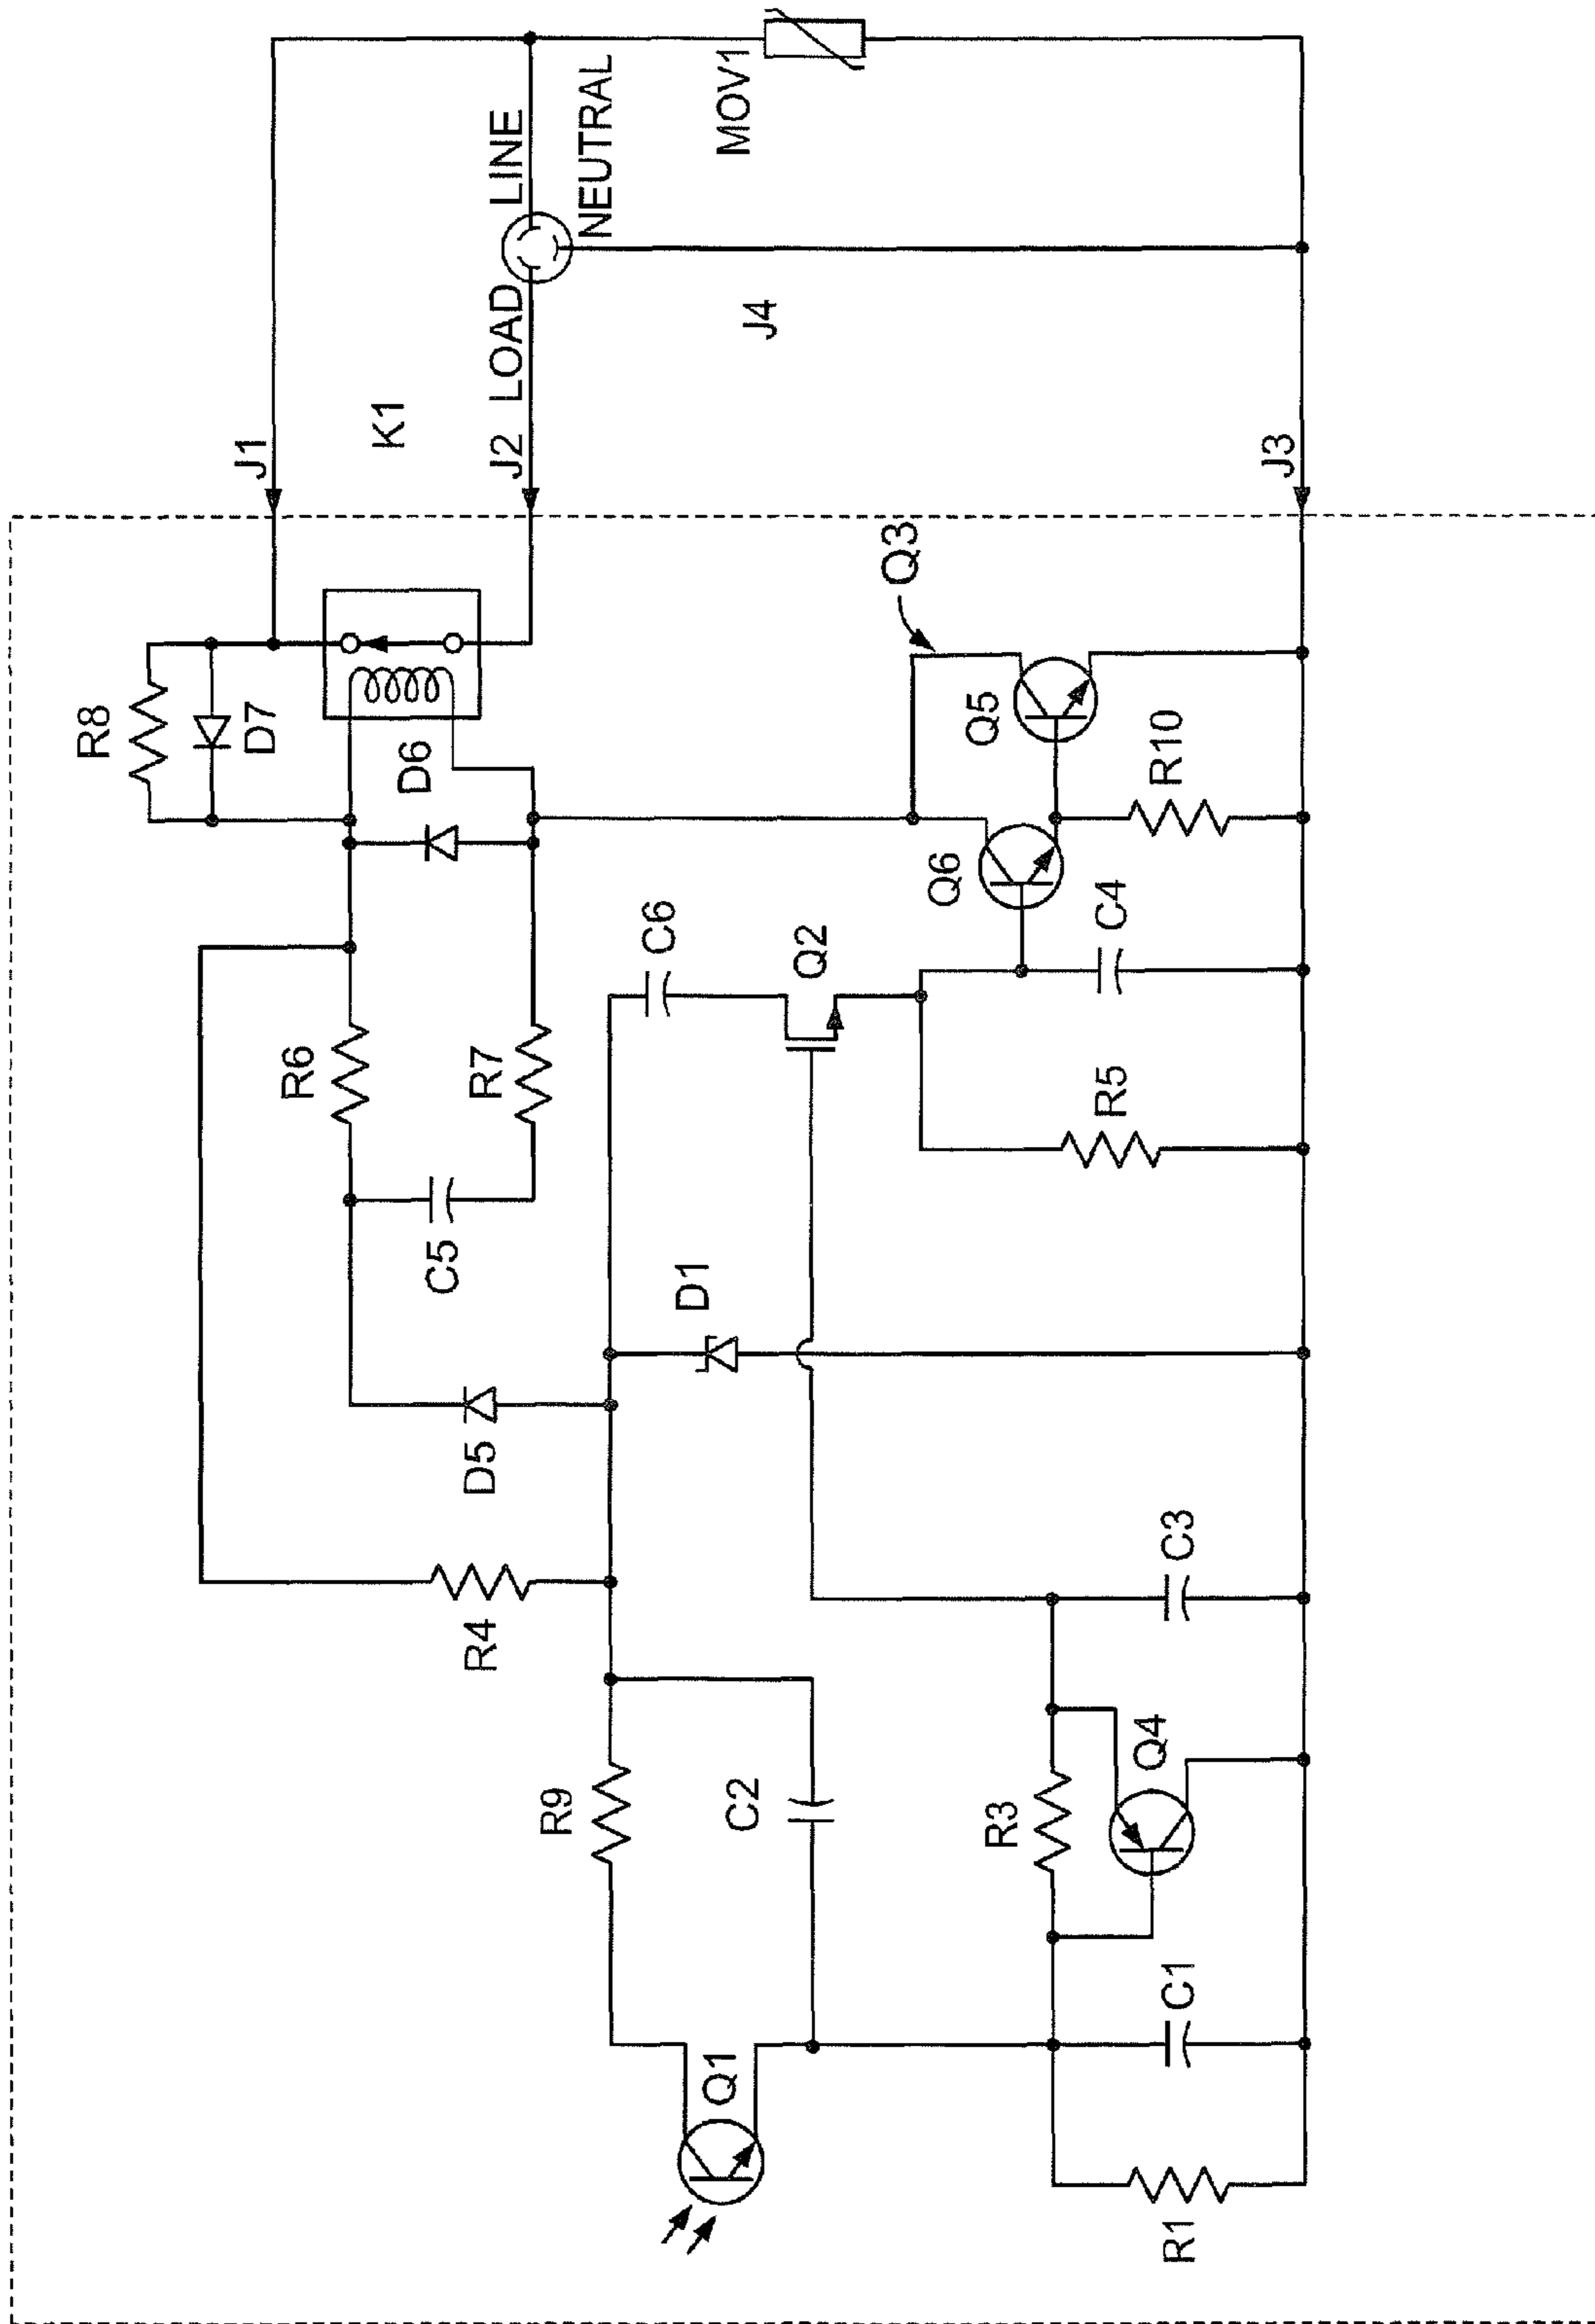 R8
D7
J1
K1
D6
LINE
NEUTRAL
J2 LOAD
MOV1
J4
R6
R7
C6
C5
Q2
Q6
Q3
Q5
R10
C4
J3
D5
D1
R5
R4
R9
C2
C3
R3
Q4
Q1
C1
R1